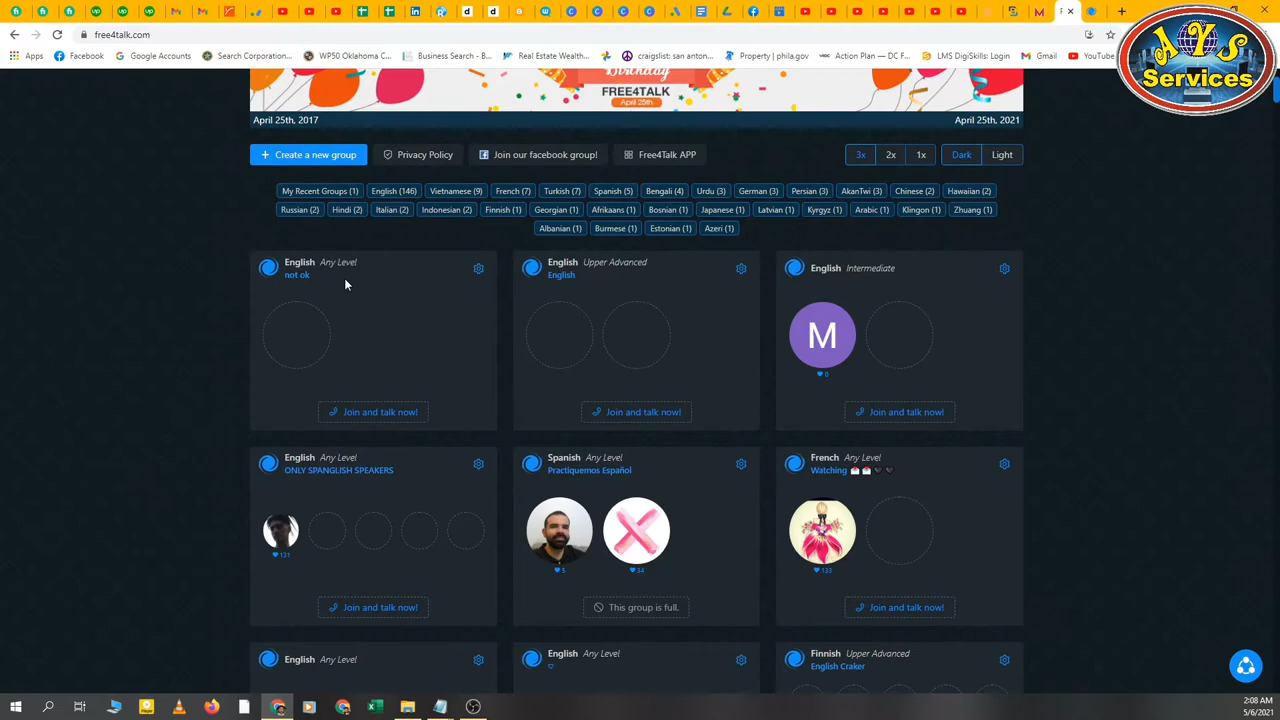 free4talk.com
Apps
Facebook
Google Accounts
Search Corporation...
WP50 Oklahoma C...
Business Search - B...
Real Estate Wealth...
craigslist: san anton...
Property | phila.gov
Action Plan — DC F...
LMS DigiSkills: Login
Gmail
YouTube
AYS
Services
Birthday
FREE4TALK
April 25th
April 25th, 2017
April 25th, 2021
+ Create a new group
Privacy Policy
Join our facebook group!
Free4Talk APP
3x
2x
1x
Dark
Light
My Recent Groups (1)
English (146)
Vietnamese (9)
French (7)
Turkish (7)
Spanish (5)
Bengali (4)
Urdu (3)
German (3)
Persian (3)
AkanTwi (3)
Chinese (2)
Hawaiian (2)
Russian (2)
Hindi (2)
Italian (2)
Indonesian (2)
Finnish (1)
Georgian (1)
Afrikaans (1)
Bosnian (1)
Japanese (1)
Latvian (1)
Kyrgyz (1)
Arabic (1)
Klingon (1)
Zhuang (1)
Albanian (1)
Burmese (1)
Estonian (1)
Azeri (1)
English Any Level
not ok
Join and talk now!
English Upper Advanced
English
Join and talk now!
English Intermediate
M
0
Join and talk now!
English Any Level
ONLY SPANGLISH SPEAKERS
131
Join and talk now!
Spanish Any Level
Practiquemos Español
5
34
This group is full.
French Any Level
Watching
133
Join and talk now!
English Any Level
English Any Level
Finnish Upper Advanced
English Craker
2:08 AM
5/6/2021